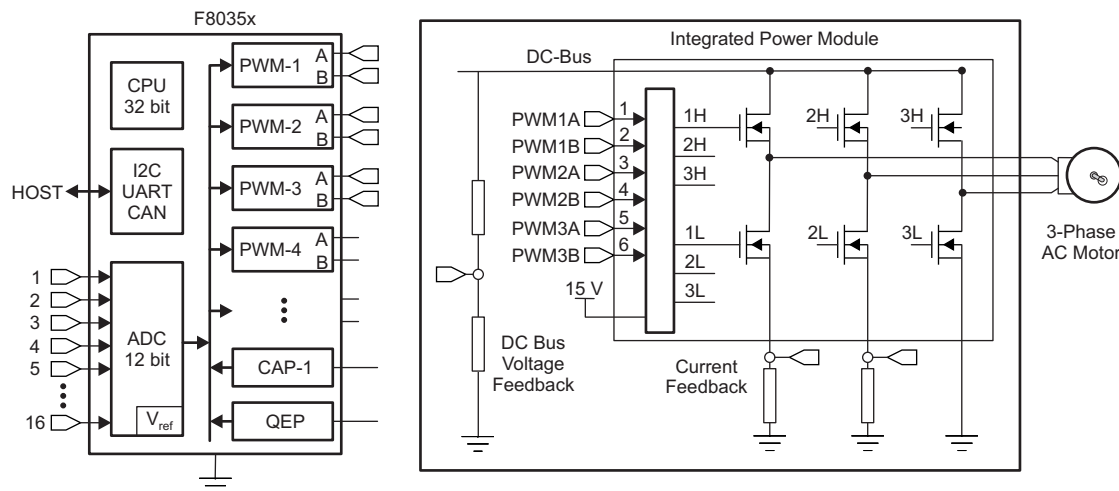 F8035x
CPU
32 bit
I2C
UART
CAN
HOST
PWM-1
A
B
PWM-2
A
B
PWM-3
A
B
PWM-4
A
B
1
2
3
4
5
16
ADC
12 bit
Vref
CAP-1
QEP
Integrated Power Module
DC-Bus
PWM1A
PWM1B
PWM2A
PWM2B
PWM3A
PWM3B
1
2
3
4
5
6
15 V
1H
2H
3H
1L
2L
3L
2H
3H
2L
3L
DC Bus
Voltage
Feedback
Current
Feedback
3-Phase
AC Motor